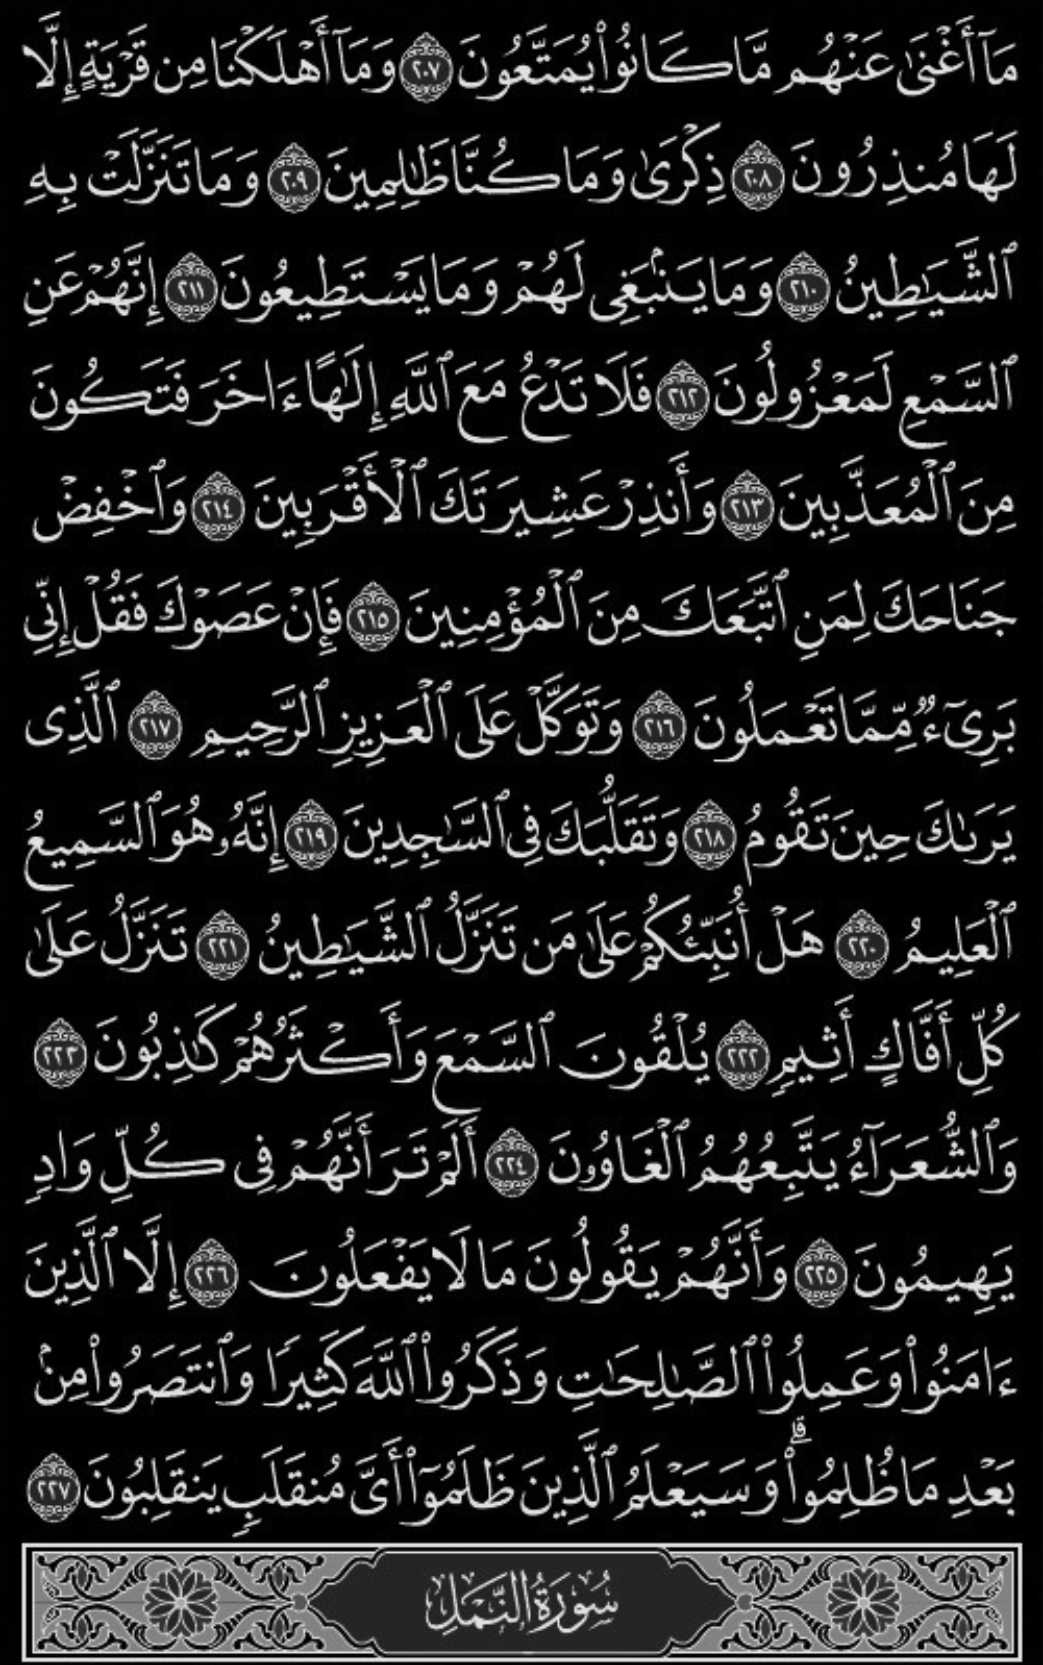 مَآ أَغْنَىٰ عَنْهُم مَّا كَانُوا۟ يُمَتَّعُونَ ٢٠٧ وَمَآ أَهْلَكْنَا مِن قَرْيَةٍ إِلَّا
لَهَا مُنذِرُونَ ٢٠٨ ذِكْرَىٰ وَمَا كُنَّا ظَٰلِمِينَ ٢٠٩ وَمَا تَنَزَّلَتْ بِهِ
ٱلشَّيَٰطِينُ ٢١٠ وَمَا يَنۢبَغِى لَهُمْ وَمَا يَسْتَطِيعُونَ ٢١١ إِنَّهُمْ عَنِ
ٱلسَّمْعِ لَمَعْزُولُونَ ٢١٢ فَلَا تَدْعُ مَعَ ٱللَّهِ إِلَٰهًا ءَاخَرَ فَتَكُونَ
مِنَ ٱلْمُعَذَّبِينَ ٢١٣ وَأَنذِرْ عَشِيرَتَكَ ٱلْأَقْرَبِينَ ٢١٤ وَٱخْفِضْ
جَنَاحَكَ لِمَنِ ٱتَّبَعَكَ مِنَ ٱلْمُؤْمِنِينَ ٢١٥ فَإِنْ عَصَوْكَ فَقُلْ إِنِّى
بَرِىٓءٌ مِّمَّا تَعْمَلُونَ ٢١٦ وَتَوَكَّلْ عَلَى ٱلْعَزِيزِ ٱلرَّحِيمِ ٢١٧ ٱلَّذِى
يَرَىٰكَ حِينَ تَقُومُ ٢١٨ وَتَقَلُّبَكَ فِى ٱلسَّٰجِدِينَ ٢١٩ إِنَّهُۥ هُوَ ٱلسَّمِيعُ
ٱلْعَلِيمُ ٢٢٠ هَلْ أُنَبِّئُكُمْ عَلَىٰ مَن تَنَزَّلُ ٱلشَّيَٰطِينُ ٢٢١ تَنَزَّلُ عَلَىٰ
كُلِّ أَفَّاكٍ أَثِيمٍ ٢٢٢ يُلْقُونَ ٱلسَّمْعَ وَأَكْثَرُهُمْ كَٰذِبُونَ ٢٢٣
وَٱلشُّعَرَآءُ يَتَّبِعُهُمُ ٱلْغَاوُۥنَ ٢٢٤ أَلَمْ تَرَ أَنَّهُمْ فِى كُلِّ وَادٍ
يَهِيمُونَ ٢٢٥ وَأَنَّهُمْ يَقُولُونَ مَا لَا يَفْعَلُونَ ٢٢٦ إِلَّا ٱلَّذِينَ
ءَامَنُوا۟ وَعَمِلُوا۟ ٱلصَّٰلِحَٰتِ وَذَكَرُوا۟ ٱللَّهَ كَثِيرًا وَٱنتَصَرُوا۟ مِنۢ
بَعْدِ مَا ظُلِمُوا۟ ۗ وَسَيَعْلَمُ ٱلَّذِينَ ظَلَمُوٓا۟ أَىَّ مُنقَلَبٍ يَنقَلِبُونَ ٢٢٧
سُورَةُ النَّمْلِ